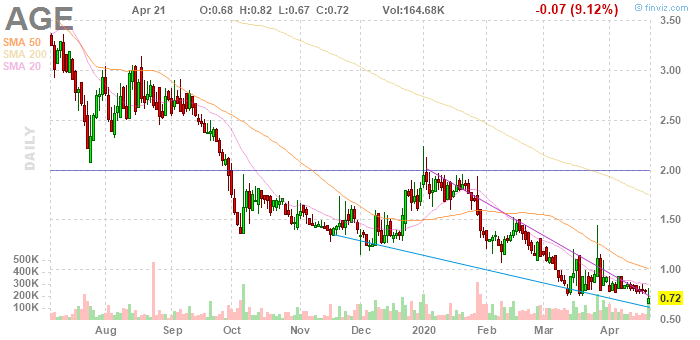 AGE
Apr 21 O:0.68 H:0.82 L:0.67 C:0.72 Vol:164.68K -0.07 (9.12%)
© finviz.com
SMA 50
SMA 200
SMA 20
DAILY
3.50
3.00
2.50
2.00
1.50
1.00
0.72
0.50
500K
400K
300K
200K
100K
Aug Sep Oct Nov Dec 2020 Feb Mar Apr